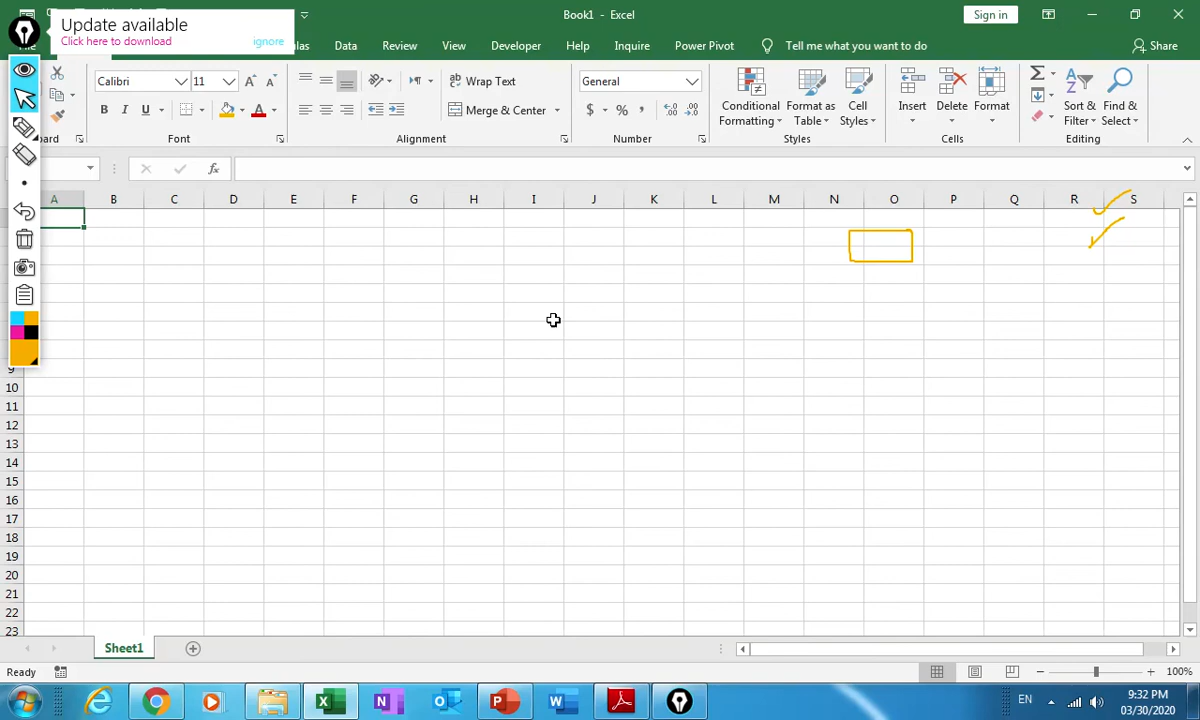 Update available
Click here to download ignore
Book1 - Excel
Sign in
Data Review View Developer Help Inquire Power Pivot Tell me what you want to do Share
Calibri 11 Wrap Text General Conditional Formatting Format as Table Cell Styles Insert Delete Format Sort & Filter Find & Select
B I U Merge & Center $ % ,
Font Alignment Number Styles Cells Editing
fx
A B C D E F G H I J K L M N O P Q R S
9
10
11
12
13
14
15
16
17
18
19
20
21
22
23
Sheet1
Ready 100%
EN 9:32 PM
03/30/2020